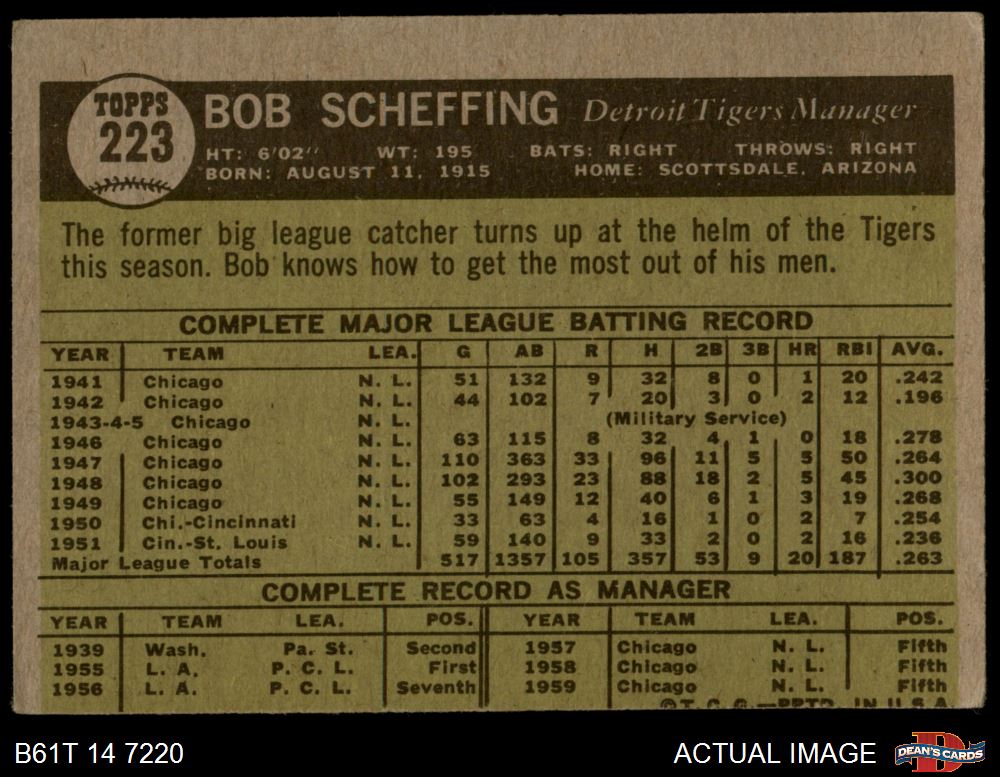 TOPPS
223
BOB SCHEFFING Detroit Tigers Manager
HT: 6'02" WT: 195 BATS: RIGHT THROWS: RIGHT
BORN: AUGUST 11, 1915 HOME: SCOTTSDALE, ARIZONA
The former big league catcher turns up at the helm of the Tigers
this season. Bob knows how to get the most out of his men.
COMPLETE MAJOR LEAGUE BATTING RECORD
YEAR TEAM LEA. G AB R H 2B 3B HR RBI AVG.
1941 Chicago N. L. 51 132 9 32 8 0 1 20 .242
1942 Chicago N. L. 44 102 7 20 3 0 2 12 .196
1943-4-5 Chicago N. L. (Military Service)
1946 Chicago N. L. 63 115 8 32 4 1 0 18 .278
1947 Chicago N. L. 110 363 33 96 11 5 5 50 .264
1948 Chicago N. L. 102 293 23 88 18 2 5 45 .300
1949 Chicago N. L. 55 149 12 40 6 1 3 19 .268
1950 Chi.-Cincinnati N. L. 33 63 4 16 1 0 2 7 .254
1951 Cin.-St. Louis N. L. 59 140 9 33 2 0 2 16 .236
Major League Totals 517 1357 105 357 53 9 20 187 .263
COMPLETE RECORD AS MANAGER
YEAR TEAM LEA. POS. YEAR TEAM LEA. POS.
1939 Wash. Pa. St. Second 1957 Chicago N. L. Fifth
1955 L. A. P. C. L. First 1958 Chicago N. L. Fifth
1956 L. A. P. C. L. Seventh 1959 Chicago N. L. Fifth
©T. C. G.—PRTD. IN U.S.A.
B61T 14 7220 ACTUAL IMAGE DEAN'S CARDS